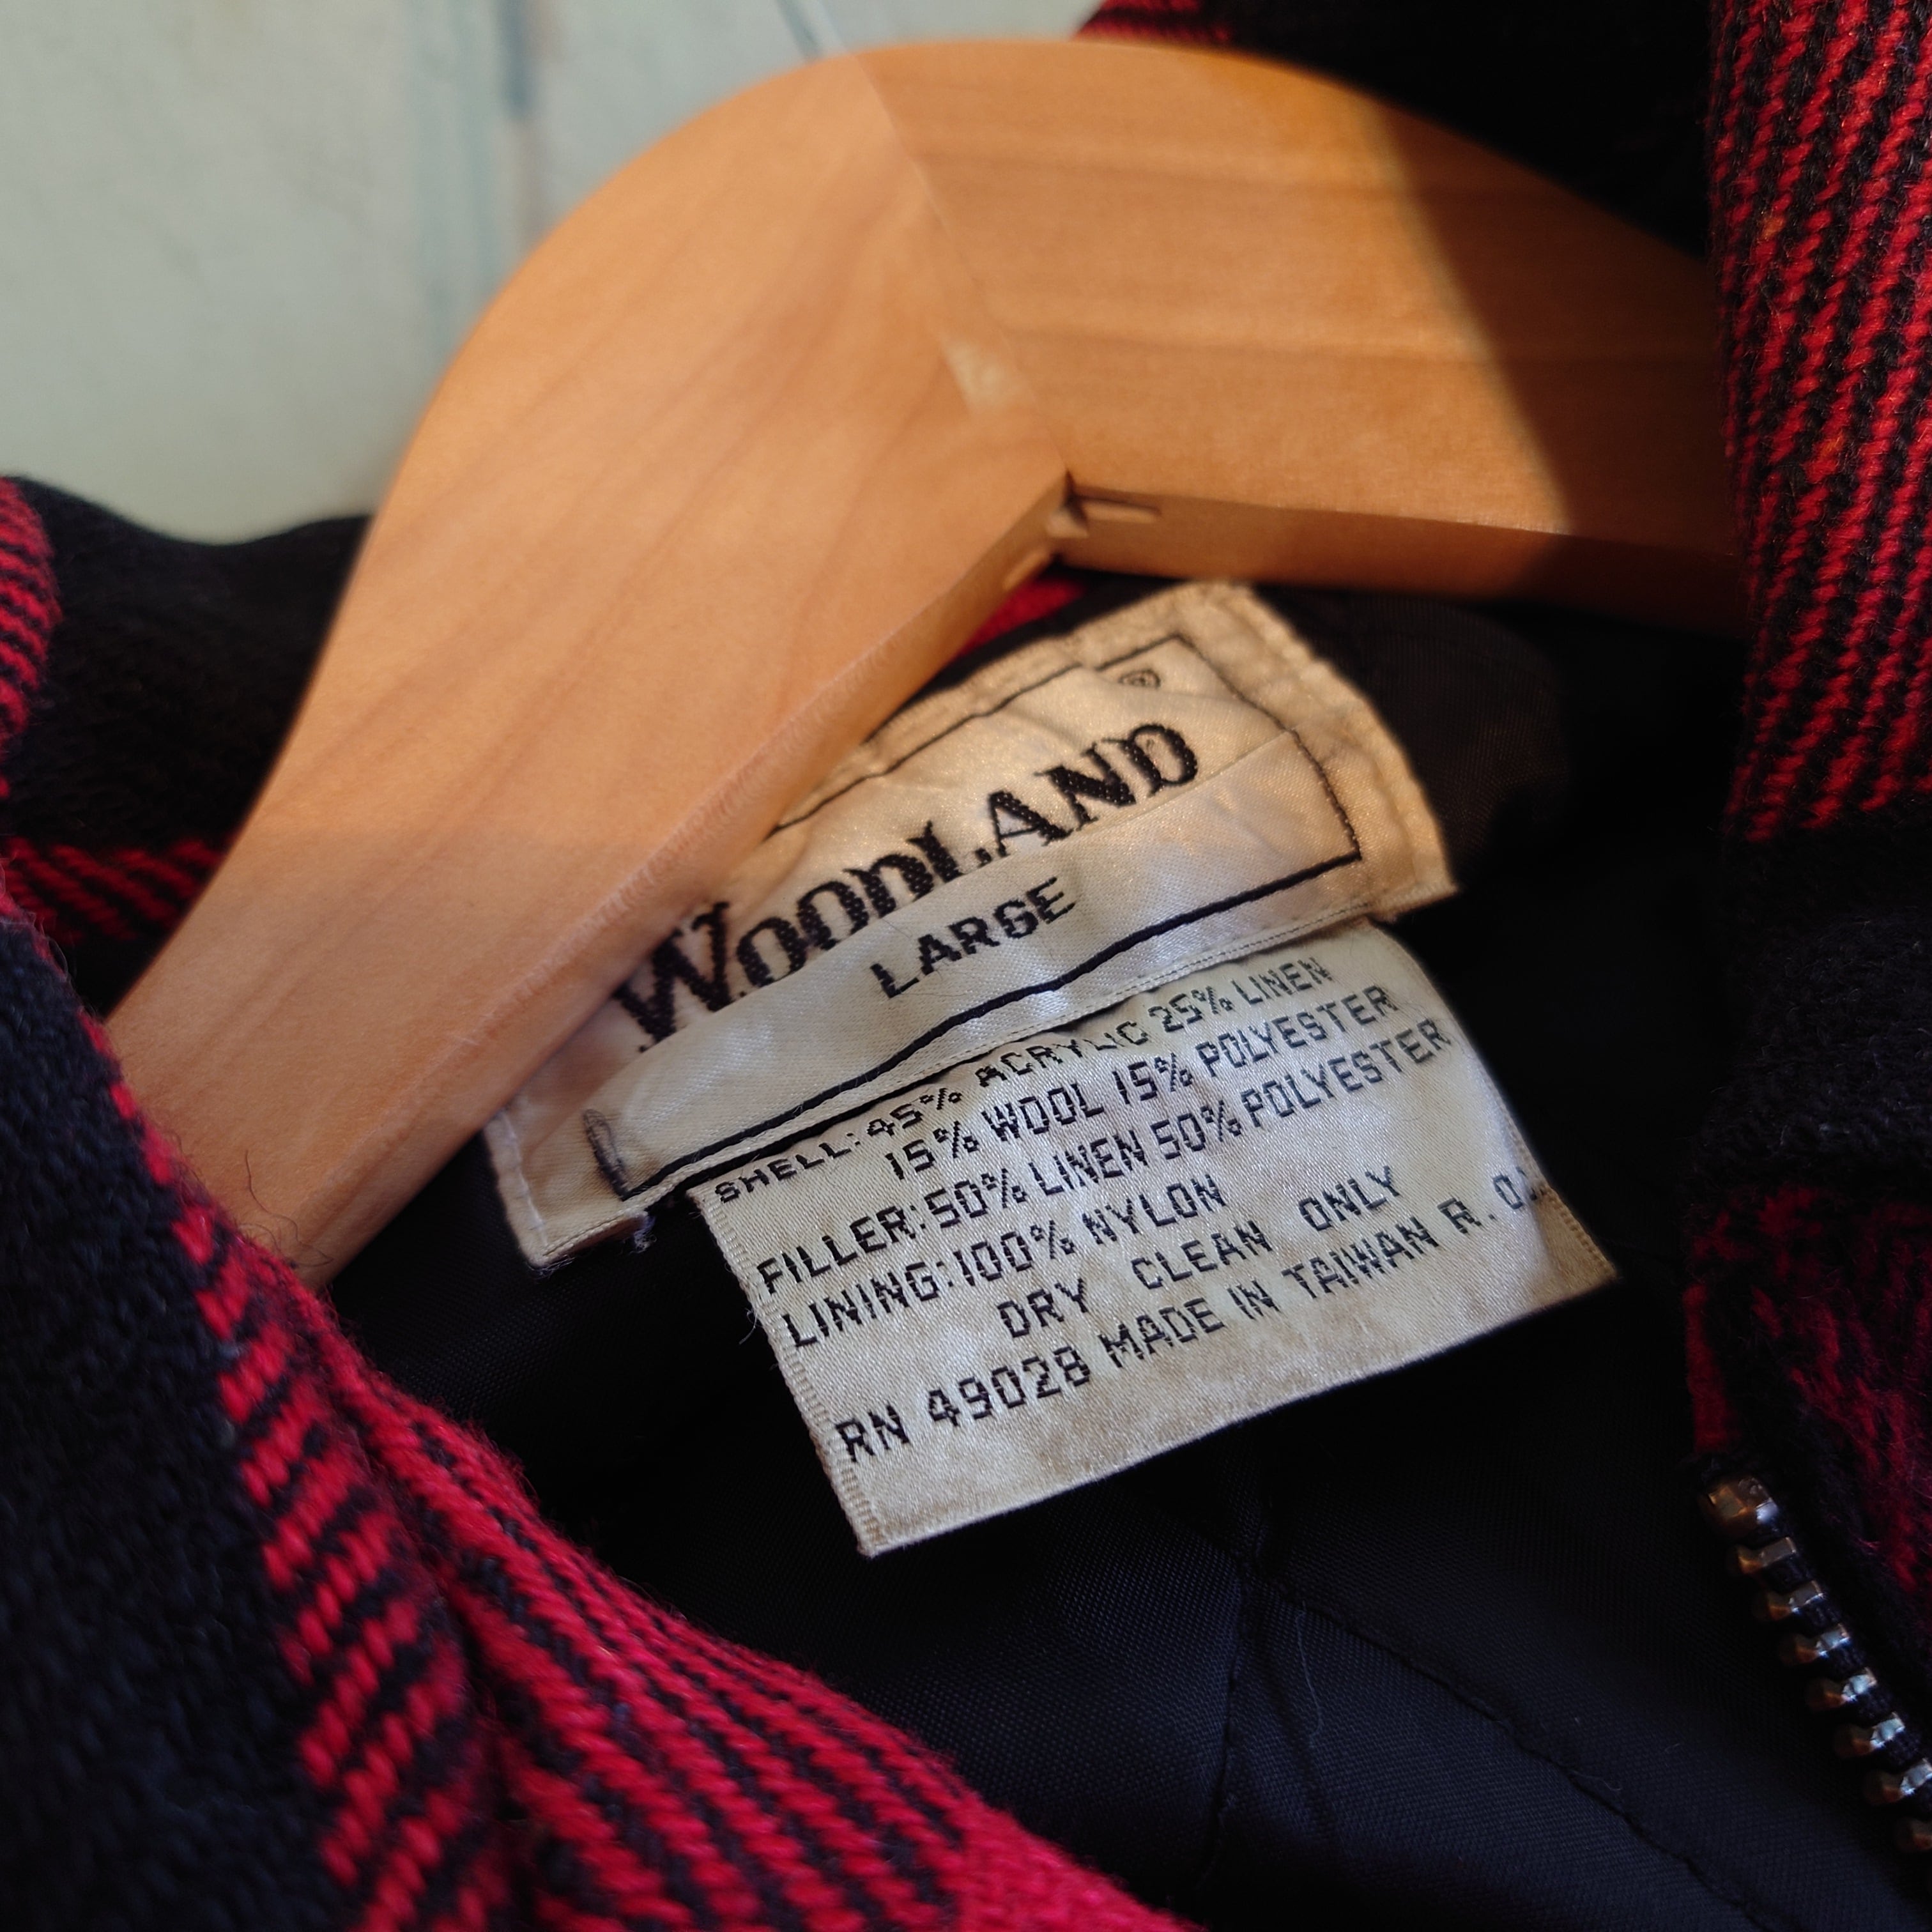 ®
WOODLAND
LARGE
SHELL: 45% ACRYLIC 25% LINEN
15% WOOL 15% POLYESTER
FILLER: 50% LINEN 50% POLYESTER
LINING: 100% NYLON
DRY CLEAN ONLY
RN 49028 MADE IN TAIWAN R. O.